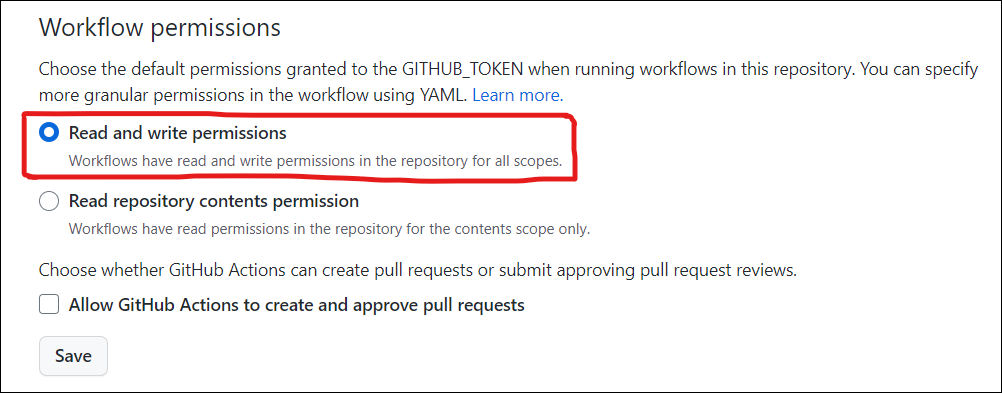 Workflow permissions
Choose the default permissions granted to the GITHUB_TOKEN when running workflows in this repository. You can specify
more granular permissions in the workflow using YAML. Learn more.
Read and write permissions
Workflows have read and write permissions in the repository for all scopes.
Read repository contents permission
Workflows have read permissions in the repository for the contents scope only.
Choose whether GitHub Actions can create pull requests or submit approving pull request reviews.
Allow GitHub Actions to create and approve pull requests
Save